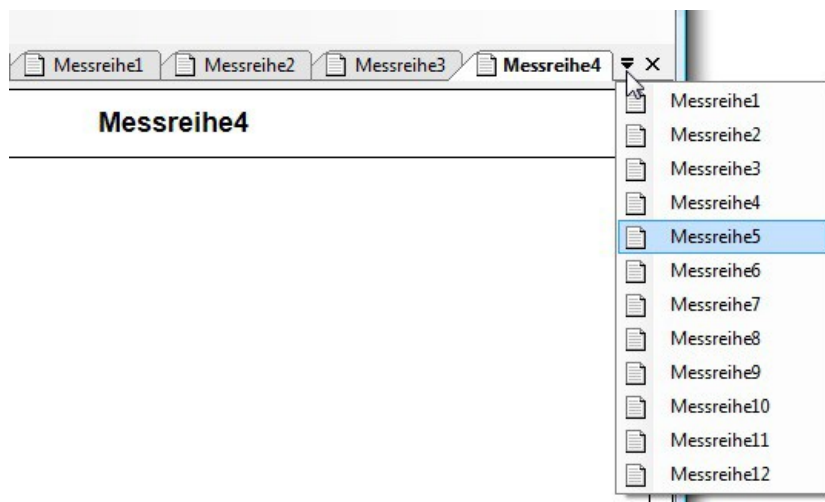 Messreihe1 Messreihe2 Messreihe3 Messreihe4
Messreihe4
Messreihe1
Messreihe2
Messreihe3
Messreihe4
Messreihe5
Messreihe6
Messreihe7
Messreihe8
Messreihe9
Messreihe10
Messreihe11
Messreihe12